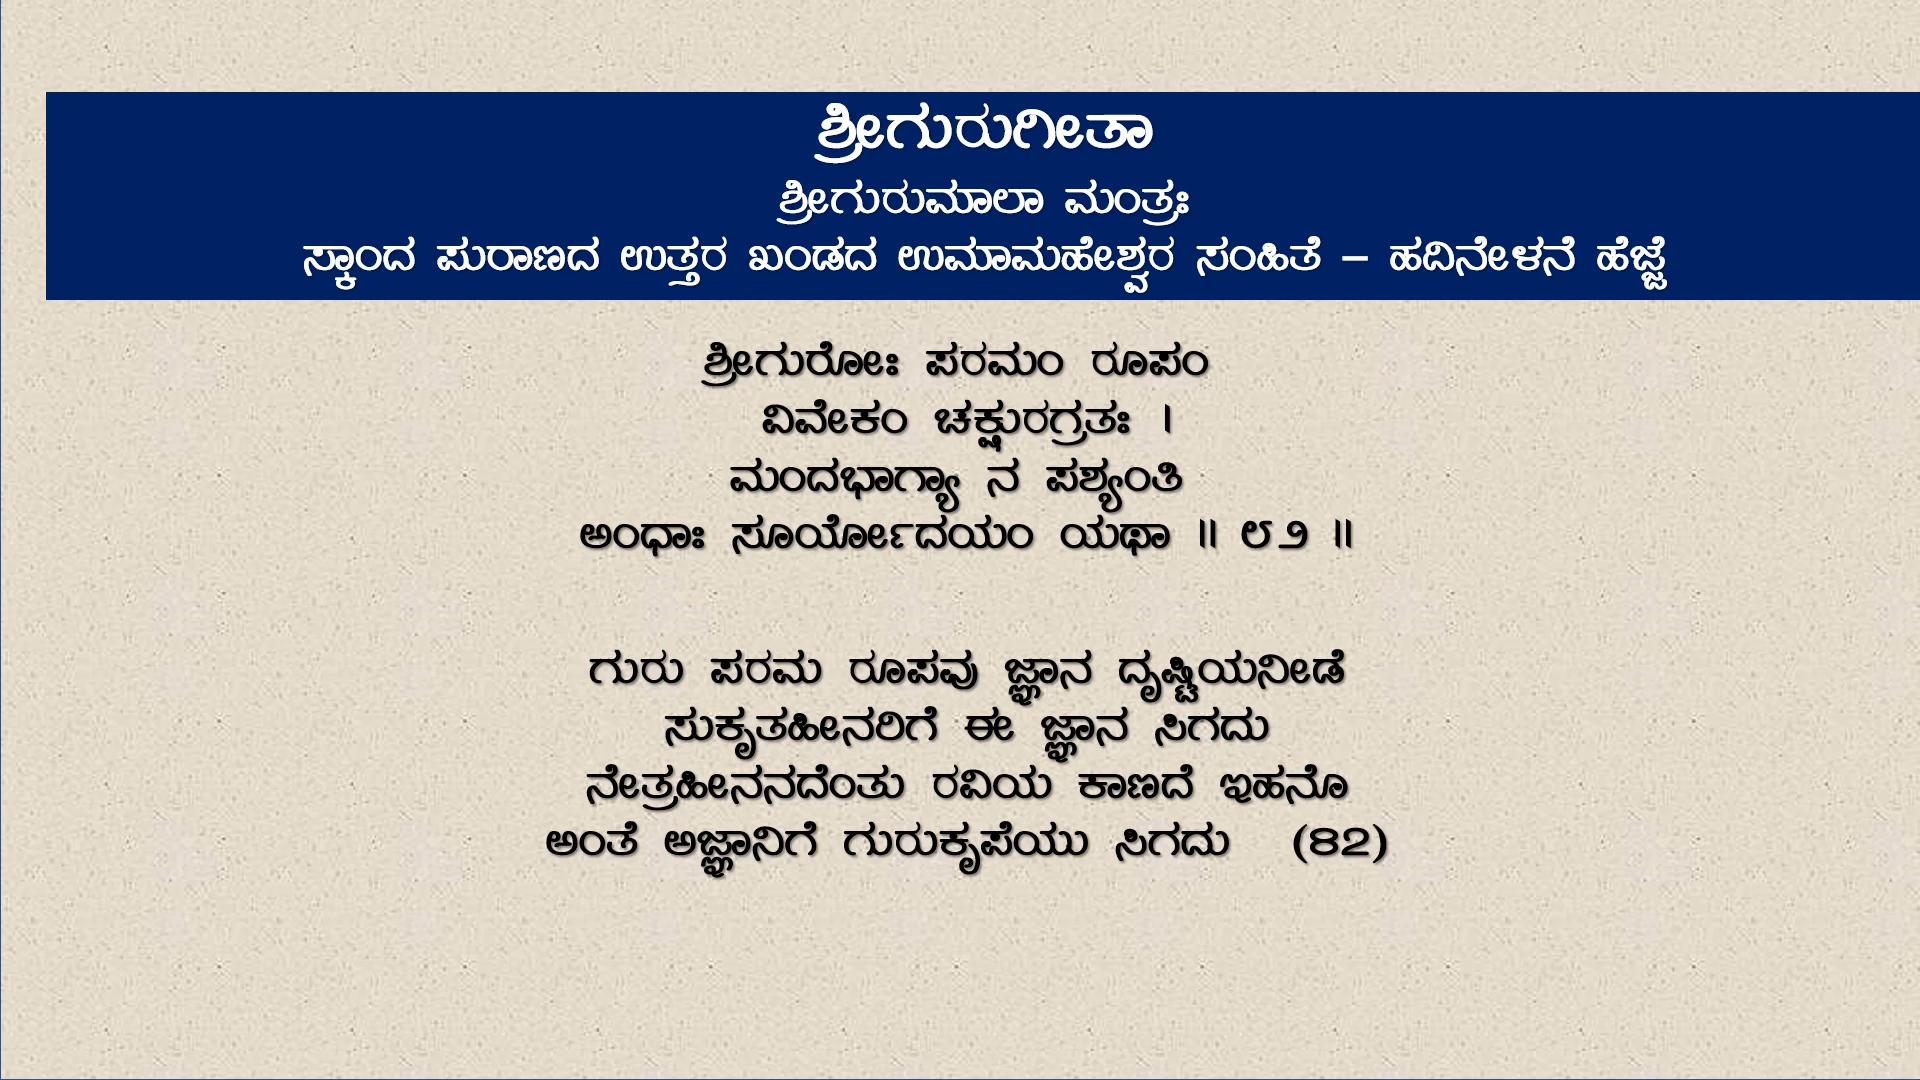 ಶ್ರೀಗುರುಗೀತಾ
ಶ್ರೀಗುರುಮಾಲಾ ಮಂತ್ರಃ
ಸ್ಕಾಂದ ಪುರಾಣದ ಉತ್ತರ ಖಂಡದ ಉಮಾಮಹೇಶ್ವರ ಸಂಹಿತೆ – ಹದಿನೇಳನೆ ಹೆಜ್ಜೆ
ಶ್ರೀಗುರೋಃ ಪರಮಂ ರೂಪಂ
ವಿವೇಕಂ ಚಕ್ಷುರಗ್ರತಃ ।
ಮಂದಭಾಗ್ಯಾ ನ ಪಶ್ಯಂತಿ
ಅಂಧಾಃ ಸೂರ್ಯೋದಯಂ ಯಥಾ ॥ ೮೨ ॥
ಗುರು ಪರಮ ರೂಪವು ಜ್ಞಾನ ದೃಷ್ಟಿಯನೀಡೆ
ಸುಕೃತಹೀನರಿಗೆ ಈ ಜ್ಞಾನ ಸಿಗದು
ನೇತ್ರಹೀನನದೆಂತು ರವಿಯ ಕಾಣದೆ ಇಹನೊ
ಅಂತೆ ಅಜ್ಞಾನಿಗೆ ಗುರುಕೃಪೆಯು ಸಿಗದು (82)